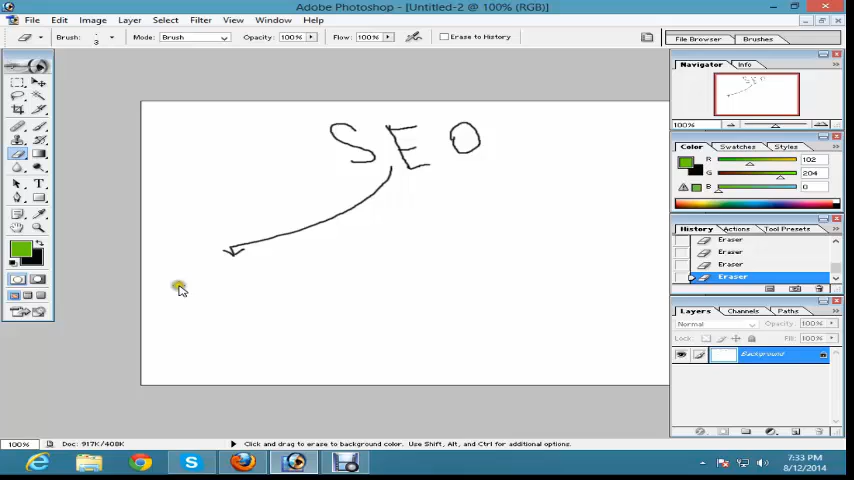 Adobe Photoshop - [Untitled-2 @ 100% (RGB)]
File Edit Image Layer Select Filter View Window Help
Brush: 3 Mode: Brush Opacity: 100% Flow: 100% Erase to History File Browser Brushes
Navigator Info
100%
Color Swatches Styles
R 102
G 204
B 0
History Actions Tool Presets
Eraser
Eraser
Eraser
Eraser
Layers Channels Paths
Normal Opacity: 100%
Lock: Fill: 100%
Background
SEO
T
100% Doc: 917K/408K Click and drag to erase to background color. Use Shift, Alt, and Ctrl for additional options.
7:33 PM
8/12/2014